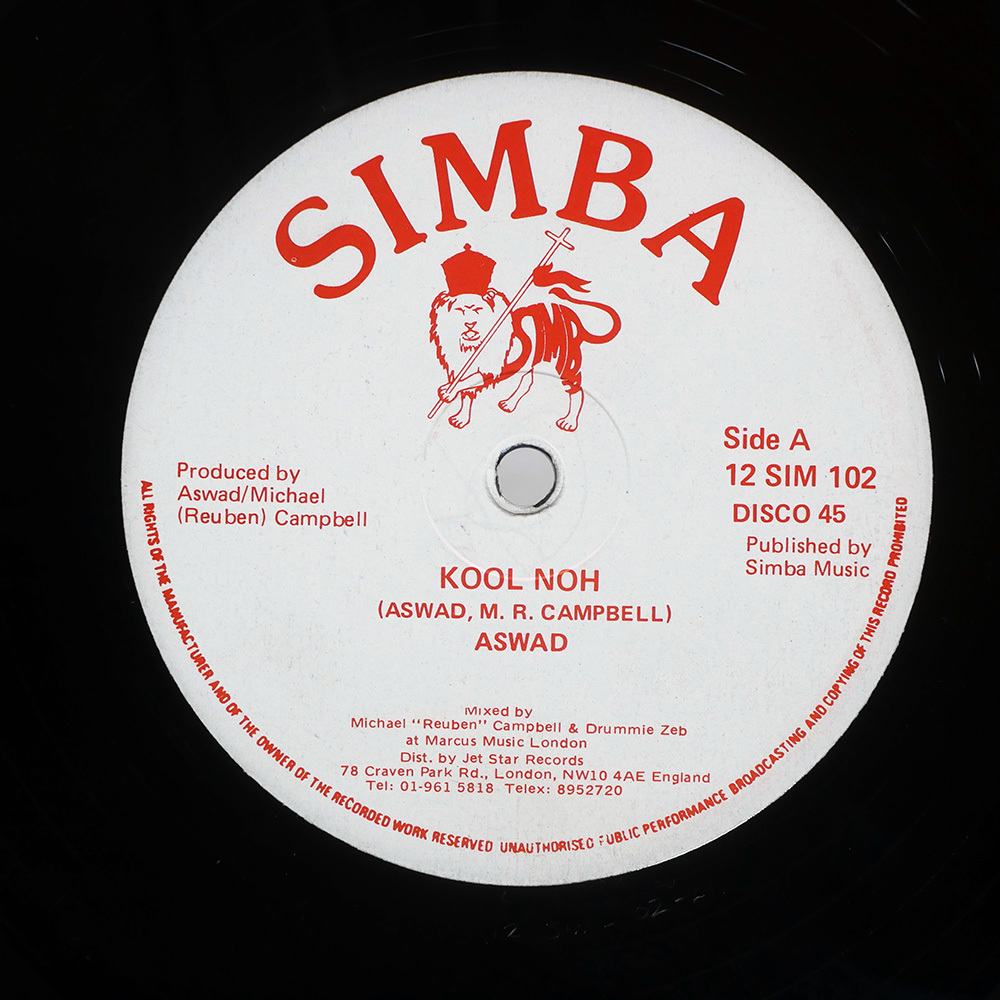 SIMBA
SIMBA
Side A
12 SIM 102
DISCO 45
Published by
Simba Music
Produced by
Aswad/Michael
(Reuben) Campbell
KOOL NOH
(ASWAD, M. R. CAMPBELL)
ASWAD
Mixed by
Michael "Reuben" Campbell & Drummie Zeb
at Marcus Music London
Dist. by Jet Star Records
78 Craven Park Rd., London, NW10 4AE England
Tel: 01-961 5818 Telex: 8952720
ALL RIGHTS OF THE MANUFACTURER AND OF THE OWNER OF THE RECORDED WORK RESERVED UNAUTHORISED PUBLIC PERFORMANCE BROADCASTING AND COPYING OF THIS RECORD PROHIBITED